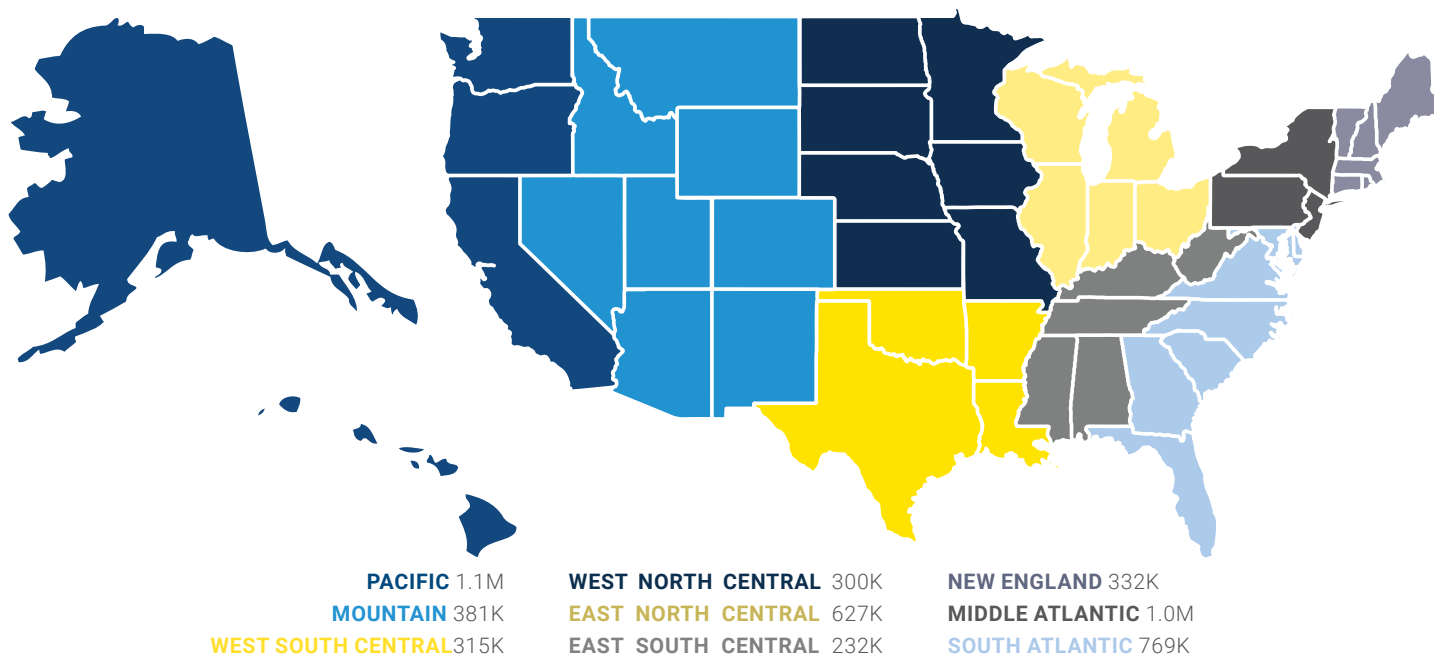 PACIFIC 1.1M
MOUNTAIN 381K
WEST SOUTH CENTRAL315K
WEST NORTH CENTRAL 300K
EAST NORTH CENTRAL 627K
EAST SOUTH CENTRAL 232K
NEW ENGLAND 332K
MIDDLE ATLANTIC 1.0M
SOUTH ATLANTIC 769K